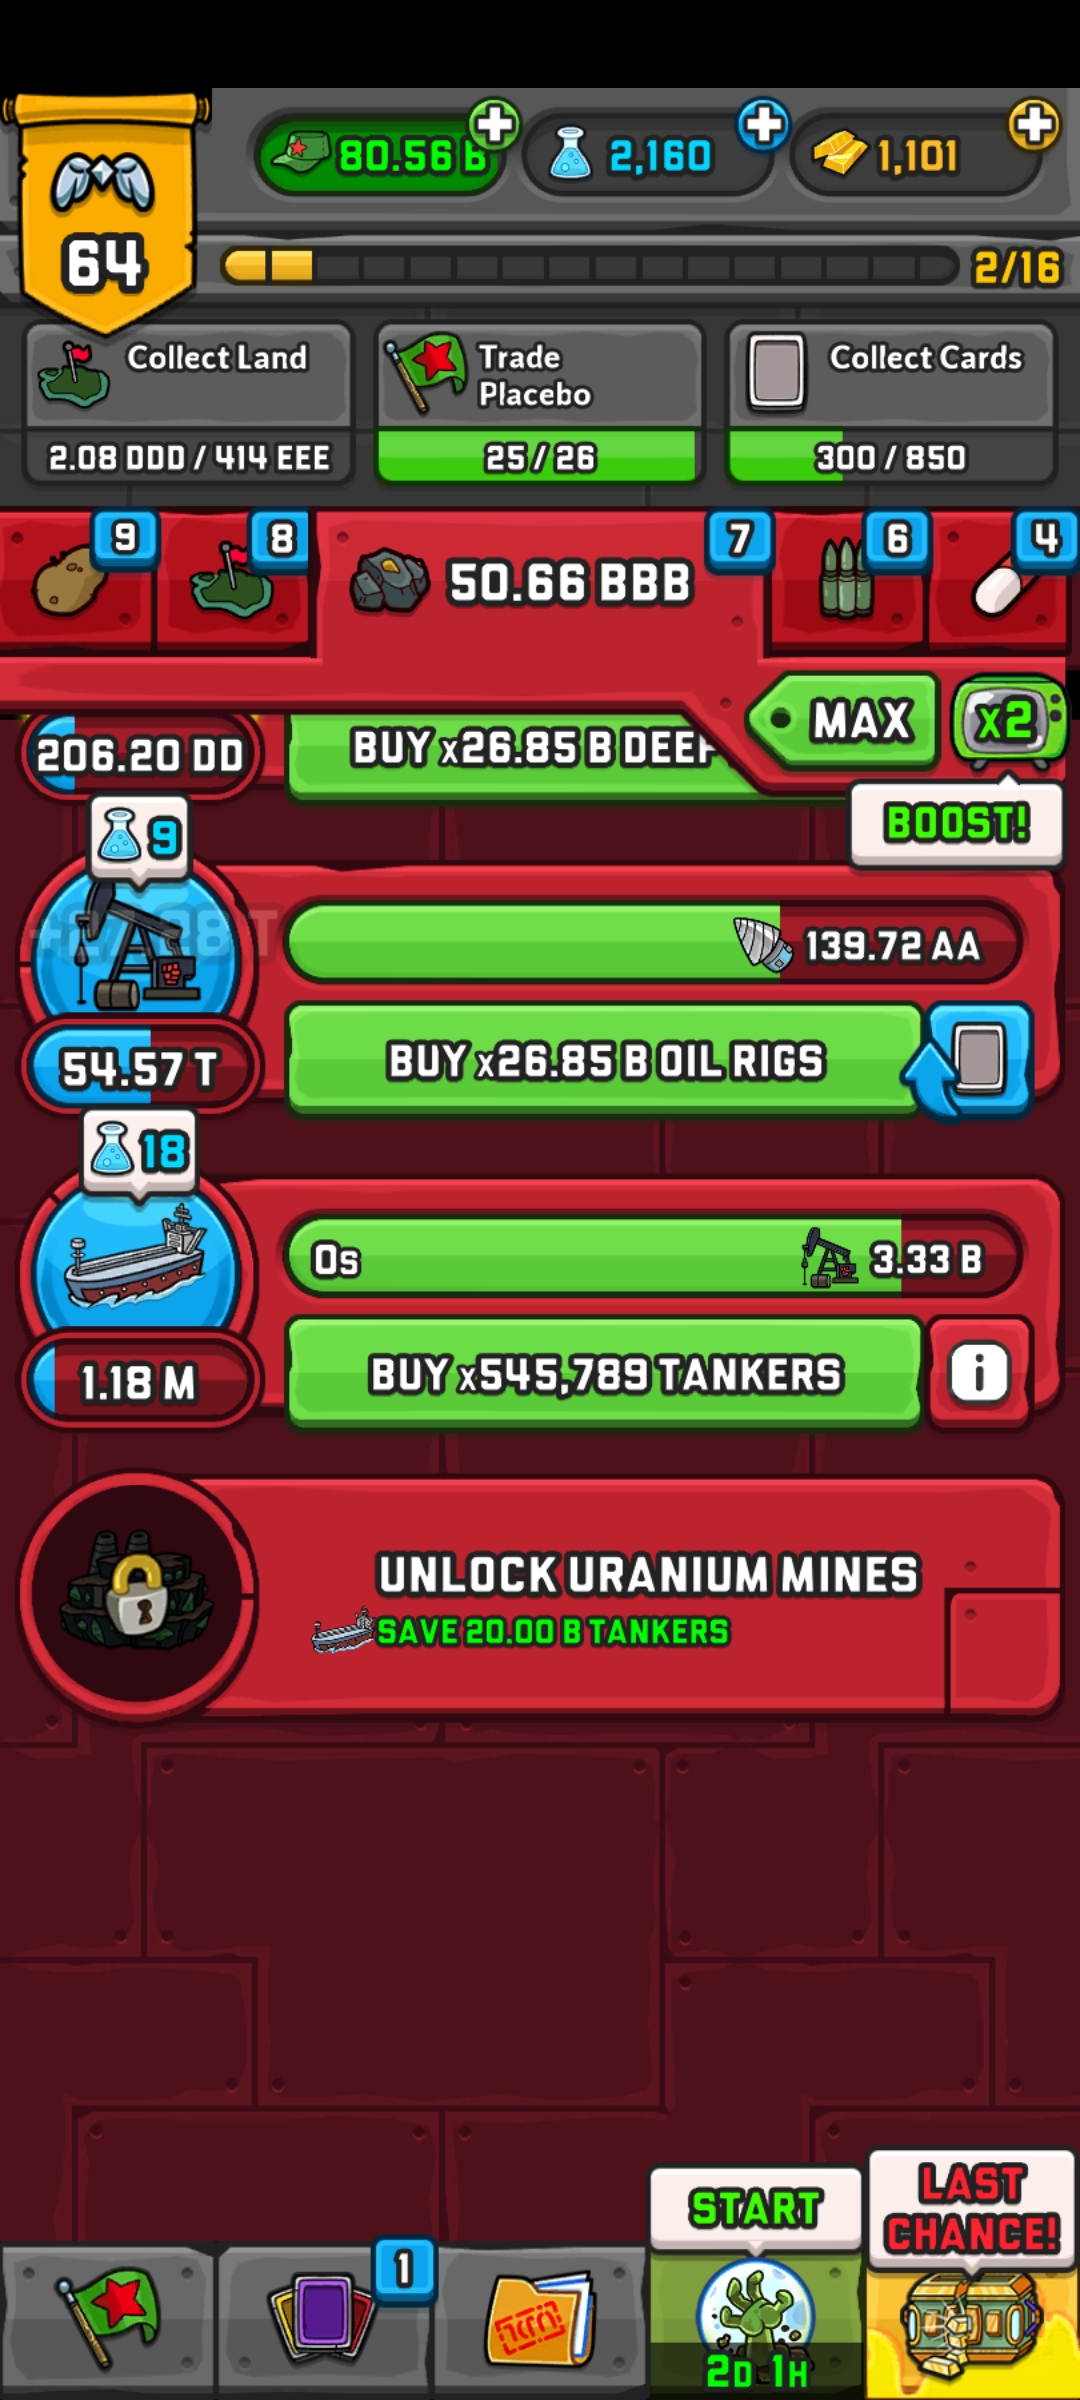 80.56 B
2,160
1,101
64
2/16
Collect Land
2.08 DDD / 414 EEE
Trade
Placebo
25 / 26
Collect Cards
300 / 850
9
8
50.66 BBB
7
6
4
MAX
x2
BOOST!
206.20 DD
BUY x26.85 B DEEP
9
139.72 AA
54.57 T
BUY x26.85 B OIL RIGS
18
0s
3.33 B
1.18 M
BUY x545,789 TANKERS
i
UNLOCK URANIUM MINES
SAVE 20.00 B TANKERS
START
LAST
CHANCE!
1
2D 1H